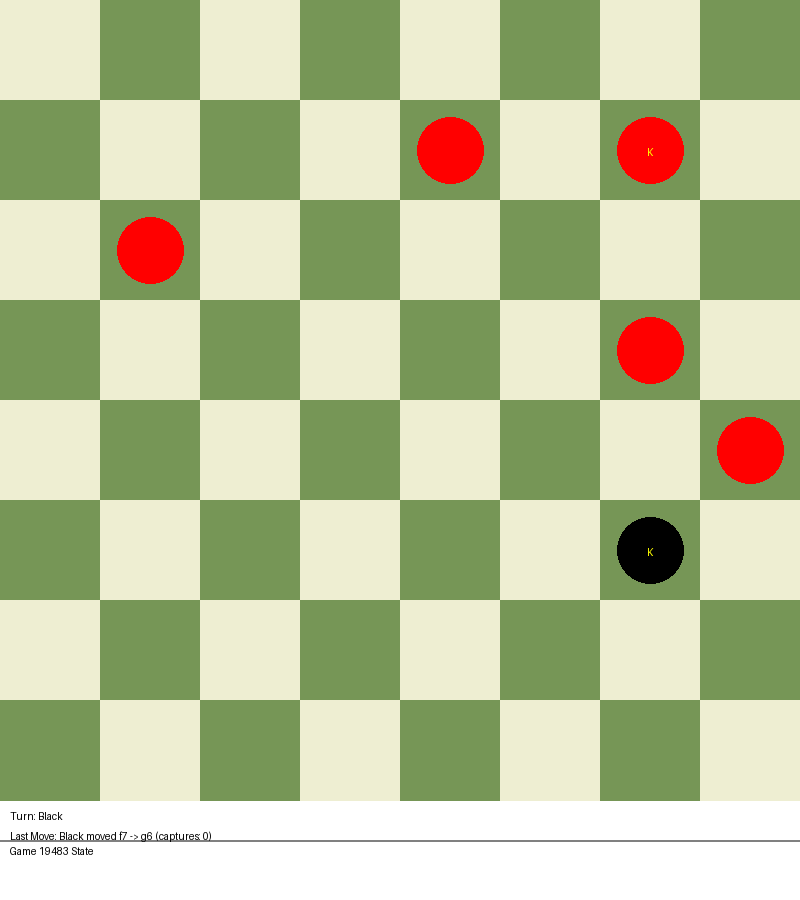 K
K
Turn: Black
Last Move: Black moved f7 -> g6 (captures: 0)
Game 19483 State